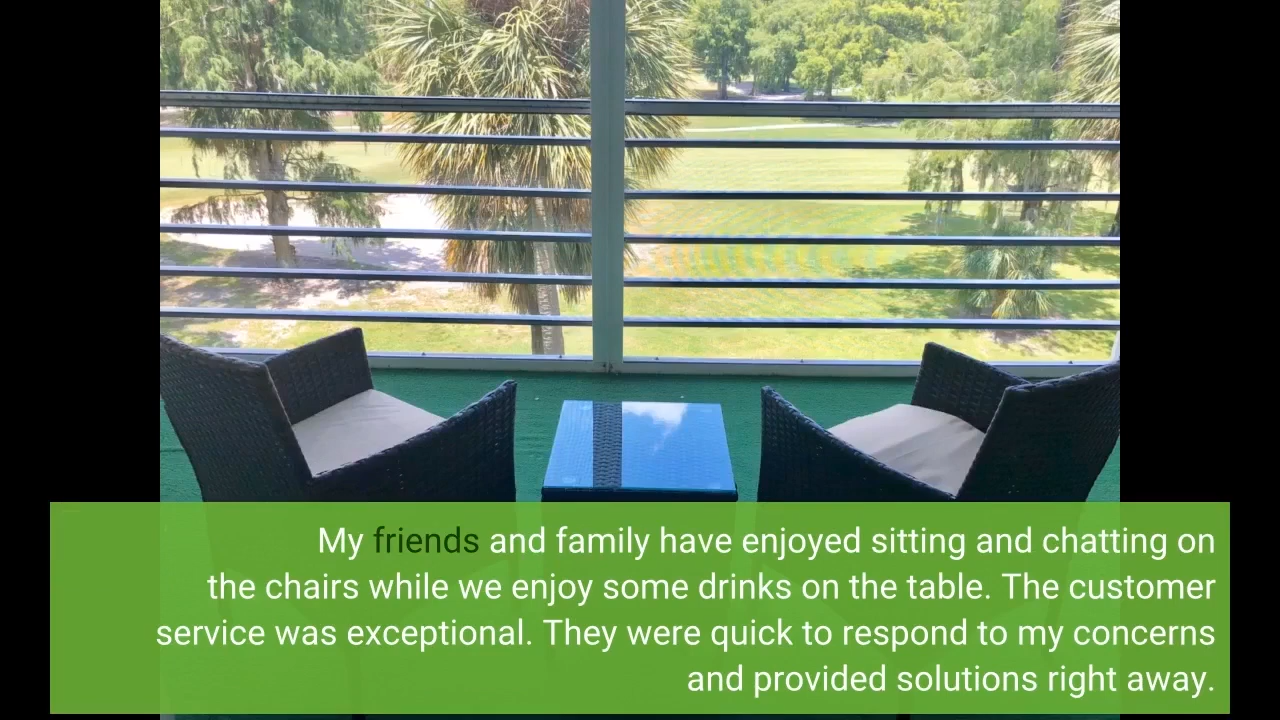 My friends and family have enjoyed sitting and chatting on
the chairs while we enjoy some drinks on the table. The customer
service was exceptional. They were quick to respond to my concerns
and provided solutions right away.